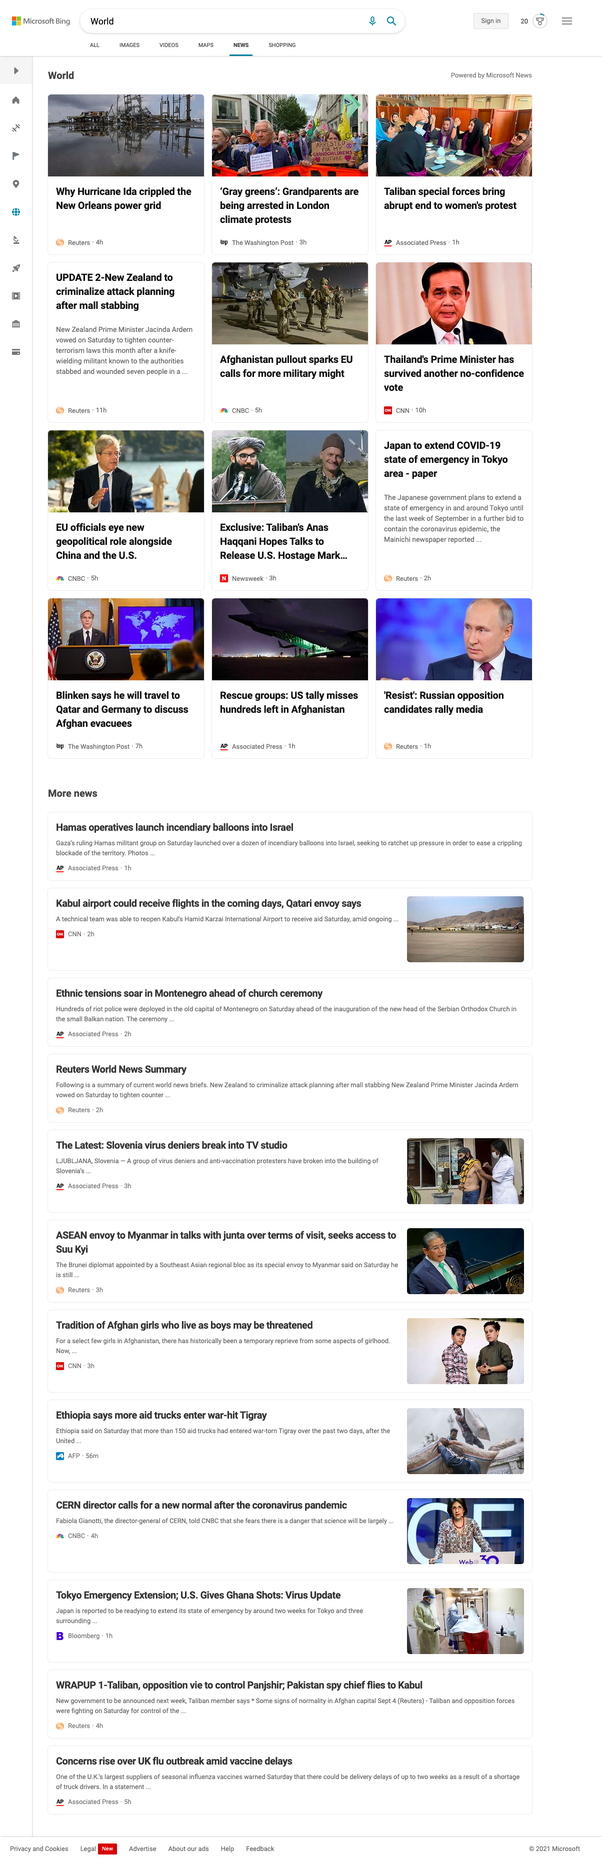 Microsoft Bing
World
Sign in
20
ALL
IMAGES
VIDEOS
MAPS
NEWS
SHOPPING
World
Powered by Microsoft News
Why Hurricane Ida crippled the
New Orleans power grid
Reuters · 4h
'Gray greens': Grandparents are
being arrested in London
climate protests
wp The Washington Post · 3h
Taliban special forces bring
abrupt end to women's protest
AP Associated Press · 1h
UPDATE 2-New Zealand to
criminalize attack planning
after mall stabbing
New Zealand Prime Minister Jacinda Ardern
vowed on Saturday to tighten counter-
terrorism laws this month after a knife-
wielding militant known to the authorities
stabbed and wounded seven people in a ...
Reuters · 11h
Afghanistan pullout sparks EU
calls for more military might
CNBC · 5h
Thailand's Prime Minister has
survived another no-confidence
vote
CNN CNN · 10h
EU officials eye new
geopolitical role alongside
China and the U.S.
CNBC · 5h
Exclusive: Taliban's Anas
Haqqani Hopes Talks to
Release U.S. Hostage Mark...
N Newsweek · 3h
Japan to extend COVID-19
state of emergency in Tokyo
area - paper
The Japanese government plans to extend a
state of emergency in and around Tokyo until
the last week of September in a further bid to
contain the coronavirus epidemic, the
Mainichi newspaper reported ...
Reuters · 2h
Blinken says he will travel to
Qatar and Germany to discuss
Afghan evacuees
wp The Washington Post · 7h
Rescue groups: US tally misses
hundreds left in Afghanistan
AP Associated Press · 1h
'Resist': Russian opposition
candidates rally media
Reuters · 1h
More news
Hamas operatives launch incendiary balloons into Israel
Gaza's ruling Hamas militant group on Saturday launched over a dozen of incendiary balloons into Israel, seeking to ratchet up pressure in order to ease a crippling
blockade of the territory. Photos ...
AP Associated Press · 1h
Kabul airport could receive flights in the coming days, Qatari envoy says
A technical team was able to reopen Kabul's Hamid Karzai International Airport to receive aid Saturday, amid ongoing ...
CNN CNN · 2h
Ethnic tensions soar in Montenegro ahead of church ceremony
Hundreds of riot police were deployed in the old capital of Montenegro on Saturday ahead of the inauguration of the new head of the Serbian Orthodox Church in
the small Balkan nation. The ceremony ...
AP Associated Press · 2h
Reuters World News Summary
Following is a summary of current world news briefs. New Zealand to criminalize attack planning after mall stabbing New Zealand Prime Minister Jacinda Ardern
vowed on Saturday to tighten counter ...
Reuters · 2h
The Latest: Slovenia virus deniers break into TV studio
LJUBLJANA, Slovenia — A group of virus deniers and anti-vaccination protesters have broken into the building of
Slovenia's ...
AP Associated Press · 3h
ASEAN envoy to Myanmar in talks with junta over terms of visit, seeks access to
Suu Kyi
The Brunei diplomat appointed by a Southeast Asian regional bloc as its special envoy to Myanmar said on Saturday he
is still ...
Reuters · 3h
Tradition of Afghan girls who live as boys may be threatened
For a select few girls in Afghanistan, there has historically been a temporary reprieve from some aspects of girlhood.
Now, ...
CNN CNN · 3h
Ethiopia says more aid trucks enter war-hit Tigray
Ethiopia said on Saturday that more than 150 aid trucks had entered war-torn Tigray over the past two days, after the
United ...
AFP · 56m
CERN director calls for a new normal after the coronavirus pandemic
Fabiola Gianotti, the director-general of CERN, told CNBC that she fears there is a danger that science will be largely ...
CNBC · 4h
CE
Web@30
Tokyo Emergency Extension; U.S. Gives Ghana Shots: Virus Update
Japan is reported to be readying to extend its state of emergency by around two weeks for Tokyo and three
surrounding ...
B Bloomberg · 1h
WRAPUP 1-Taliban, opposition vie to control Panjshir; Pakistan spy chief flies to Kabul
New government to be announced next week, Taliban member says * Some signs of normality in Afghan capital Sept 4 (Reuters) - Taliban and opposition forces
were fighting on Saturday for control of the ...
Reuters · 4h
Concerns rise over UK flu outbreak amid vaccine delays
One of the U.K.'s largest suppliers of seasonal influenza vaccines warned Saturday that there could be delivery delays of up to two weeks as a result of a shortage
of truck drivers. In a statement ...
AP Associated Press · 5h
Privacy and Cookies
Legal New
Advertise
About our ads
Help
Feedback
© 2021 Microsoft